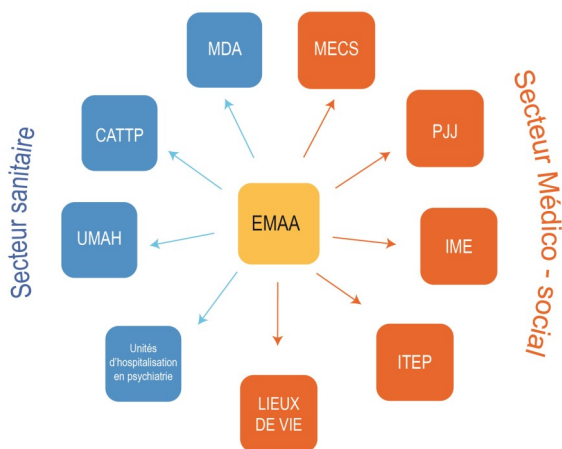 MDA
MECS
CATTP
PJJ
Secteur sanitaire
EMAA
Secteur Médico - social
UMAH
IME
Unités
d'hospitalisation
en psychiatrie
ITEP
LIEUX
DE VIE